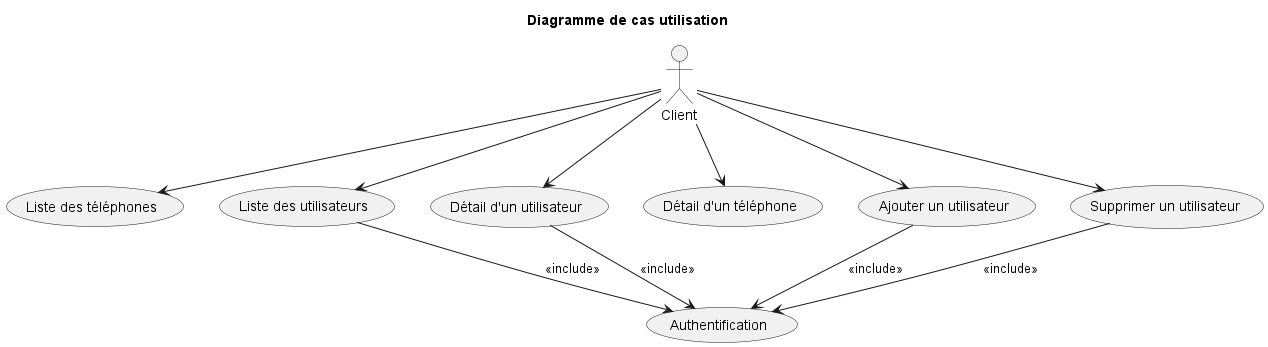 Diagramme de cas utilisation
Client
Liste des téléphones
Liste des utilisateurs
Détail d'un utilisateur
Détail d'un téléphone
Ajouter un utilisateur
Supprimer un utilisateur
«include»
«include»
«include»
«include»
Authentification